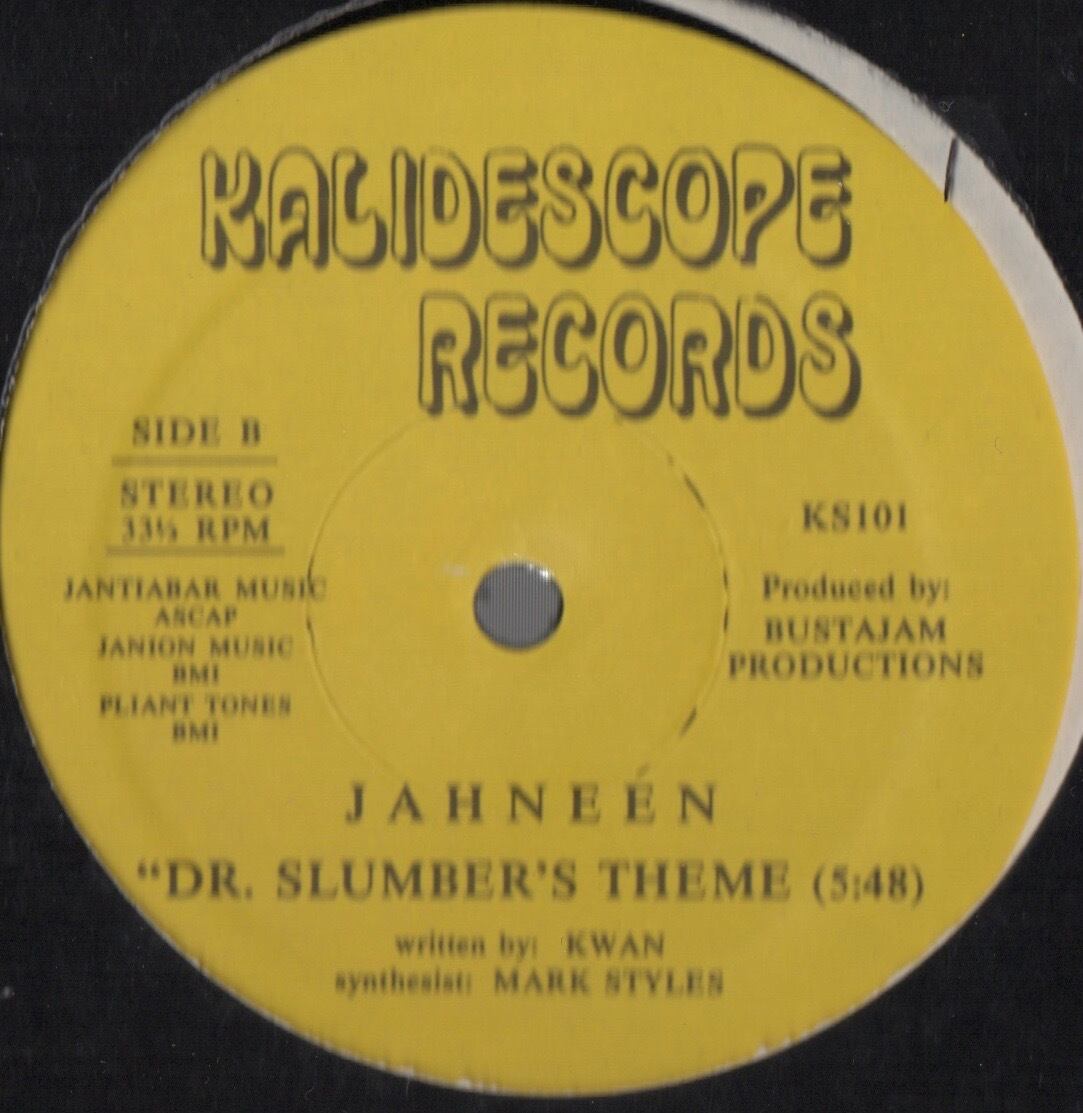 KALIDESCOPE
RECORDS
SIDE B
STEREO
33⅓ RPM
JANTIABAR MUSIC
ASCAP
JANION MUSIC
BMI
PLIANT TONES
BMI
KS101
Produced by:
BUSTAJAM
PRODUCTIONS
JAHNEÉN
"DR. SLUMBER'S THEME (5:48)
written by: KWAN
synthesist: MARK STYLES